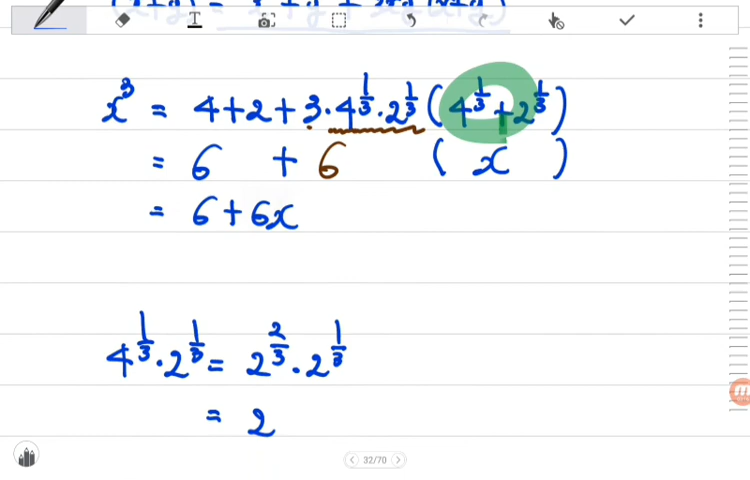 x³ = 4+2+3·4^{1/3}·2^{1/3}(4^{1/3}+2^{1/3})
= 6 + 6 ( x )
= 6+6x
4^{1/3}·2^{1/3} = 2^{2/3}·2^{1/3}
= 2
32/70